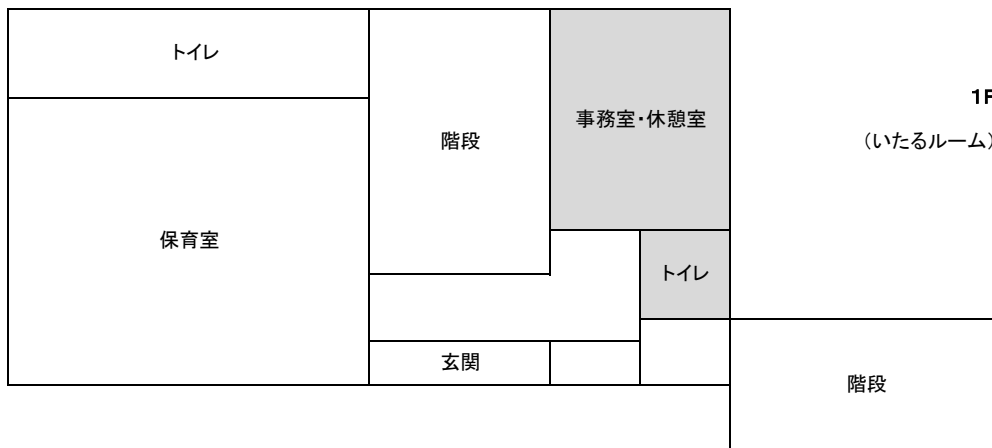 トイレ
階段
事務室・休憩室
1F
(いたるルーム)
保育室
トイレ
玄関
階段